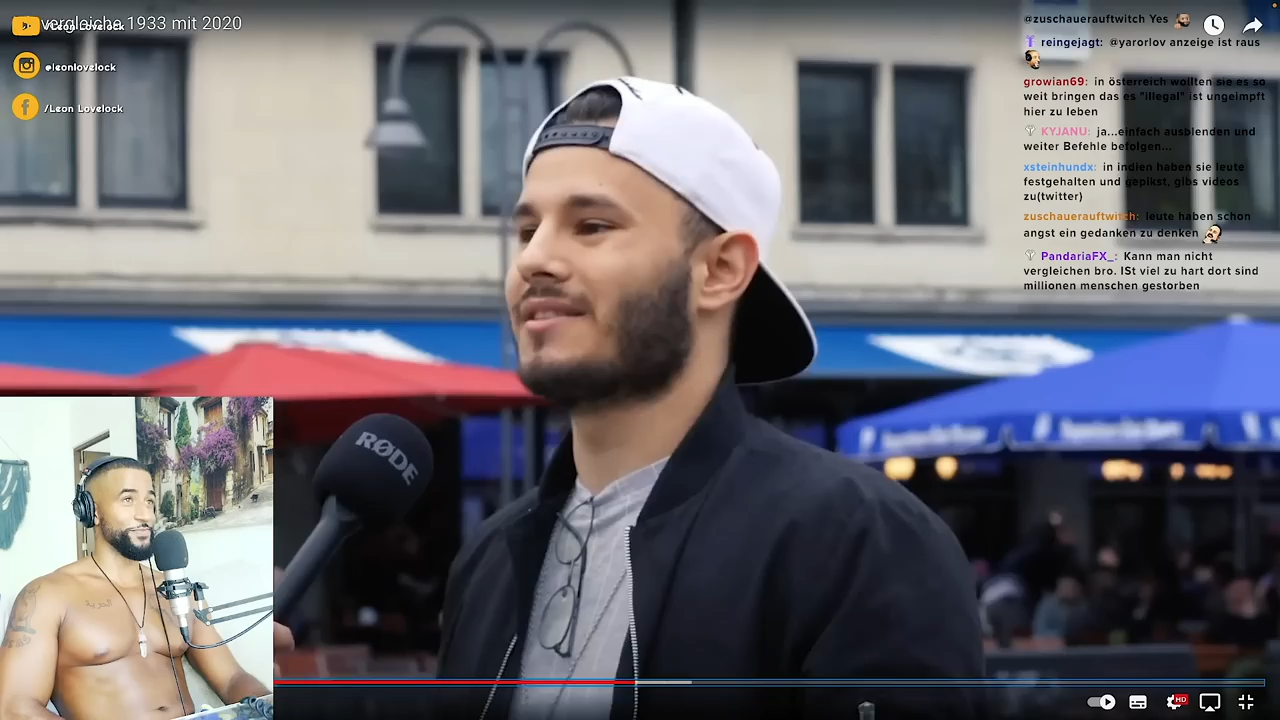 vergleiche 1933 mit 2020
/Leon Lovelock
@leonlovelock
/Leon Lovelock
@zuschauerauftwitch Yes
reingejagt: @yarorlov anzeige ist raus
growian69: in österreich wollten sie es so
weit bringen das es "illegal" ist ungeimpft
hier zu leben
KYJANU: ja...einfach ausblenden und
weiter Befehle befolgen...
xsteinhundx: in indien haben sie leute
festgehalten und gepikst, gibs videos
zu(twitter)
zuschauerauftwitch: leute haben schon
angst ein gedanken zu denken
PandariaFX_: Kann man nicht
vergleichen bro. ISt viel zu hart dort sind
millionen menschen gestorben
RØDE
HD